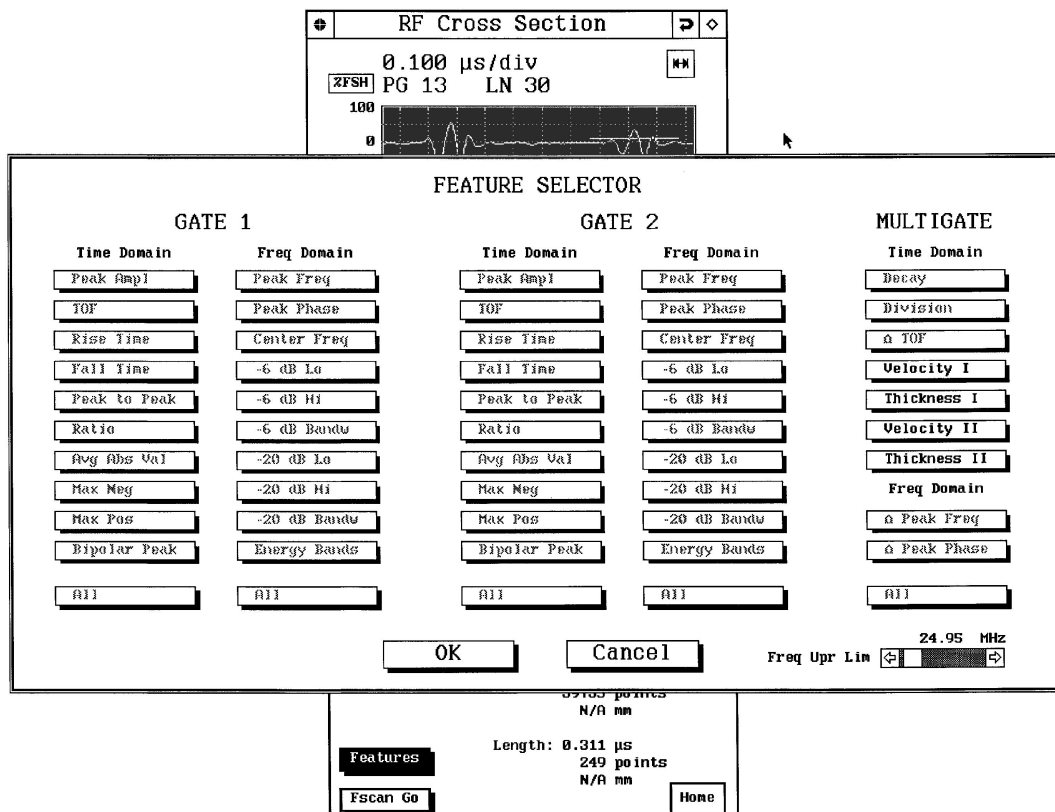 RF Cross Section
0.100 µs/div
%FSH PG 13 LN 30
100
0
FEATURE SELECTOR
GATE 1 GATE 2 MULTIGATE
Time Domain Freq Domain Time Domain Freq Domain Time Domain
Peak Ampl Peak Freq Peak Ampl Peak Freq Decay
TOF Peak Phase TOF Peak Phase Division
Rise Time Center Freq Rise Time Center Freq Δ TOF
Fall Time -6 dB Lo Fall Time -6 dB Lo Velocity I
Peak to Peak -6 dB Hi Peak to Peak -6 dB Hi Thickness I
Ratio -6 dB Bandw Ratio -6 dB Bandw Velocity II
Avg Abs Val -20 dB Lo Avg Abs Val -20 dB Lo Thickness II
Max Neg -20 dB Hi Max Neg -20 dB Hi Freq Domain
Max Pos -20 dB Bandw Max Pos -20 dB Bandw Δ Peak Freq
Bipolar Peak Energy Bands Bipolar Peak Energy Bands Δ Peak Phase
All All All All All
OK Cancel
24.95 MHz
Freq Upr Lim
points
N/A mm
Length: 0.311 µs
249 points
N/A mm
Features
Fscan Go
Home